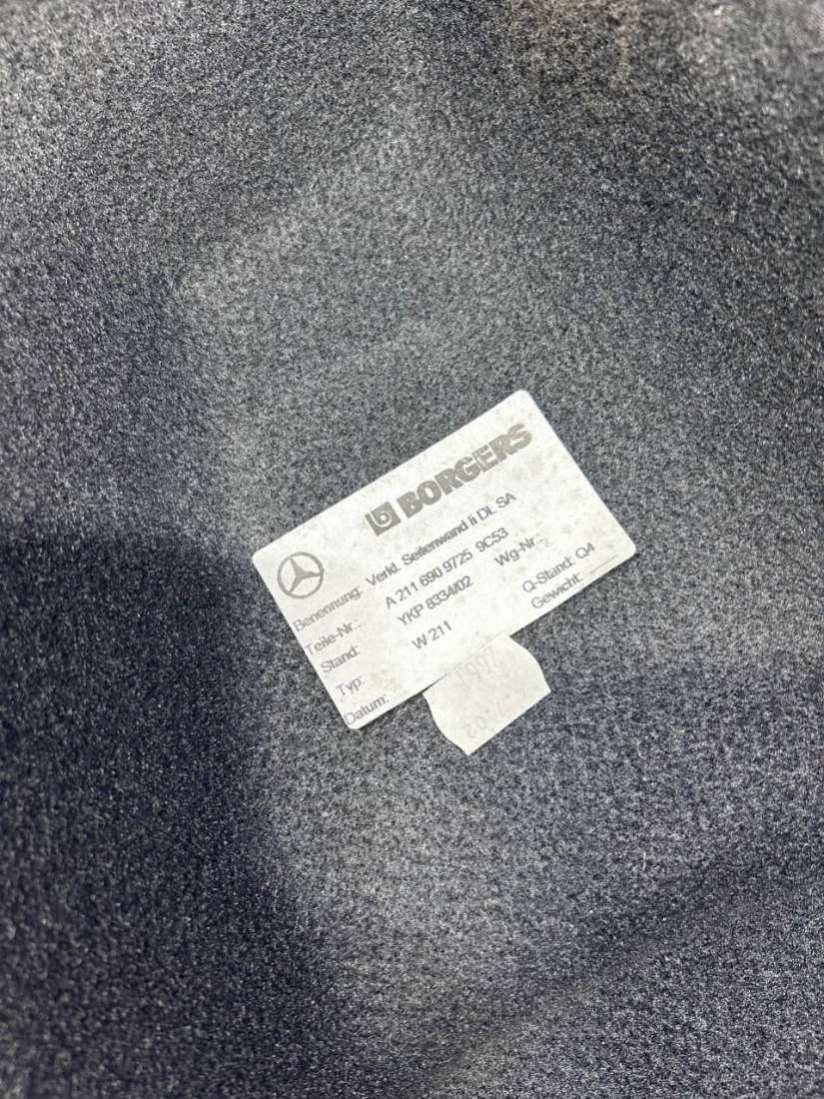 BORGERS
Benennung: Verkl. Seitenwand li DL SA
Teile-Nr.: A 211 690 9725 9C53
Stand: YKP 8334/02 Wg-Nr.:
Typ: W 211 Q-Stand: Q4
Datum: Gewicht: